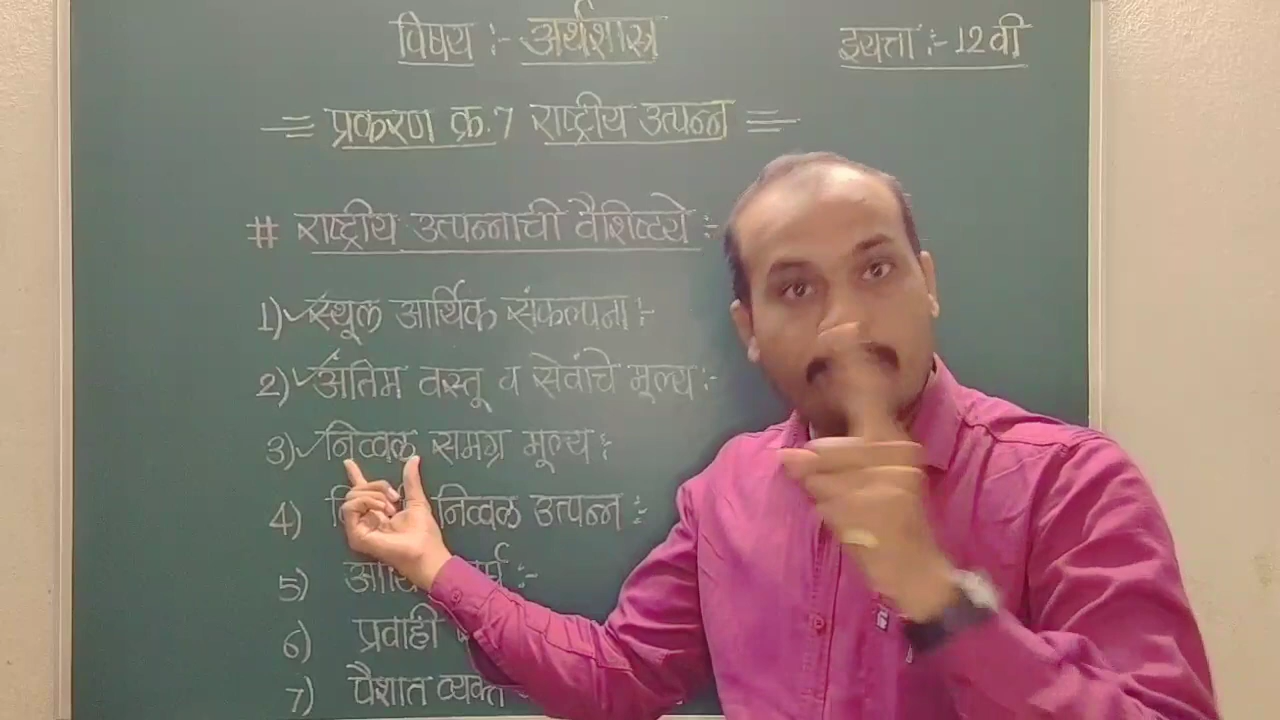 विषय :- अर्थशास्त्र
इयत्ता :- 12 वी
प्रकरण क्र. 7 राष्ट्रीय उत्पन्न
# राष्ट्रीय उत्पन्नाची वैशिष्ट्ये :-
1) स्थूल आर्थिक संकल्पना :-
2) अंतिम वस्तू व सेवांचे मूल्य :-
3) निव्वळ समग्र मूल्य :
4) निव्वळ उत्पन्न :-
5)
6) प्रवाही
7) पैशात व्यक्त